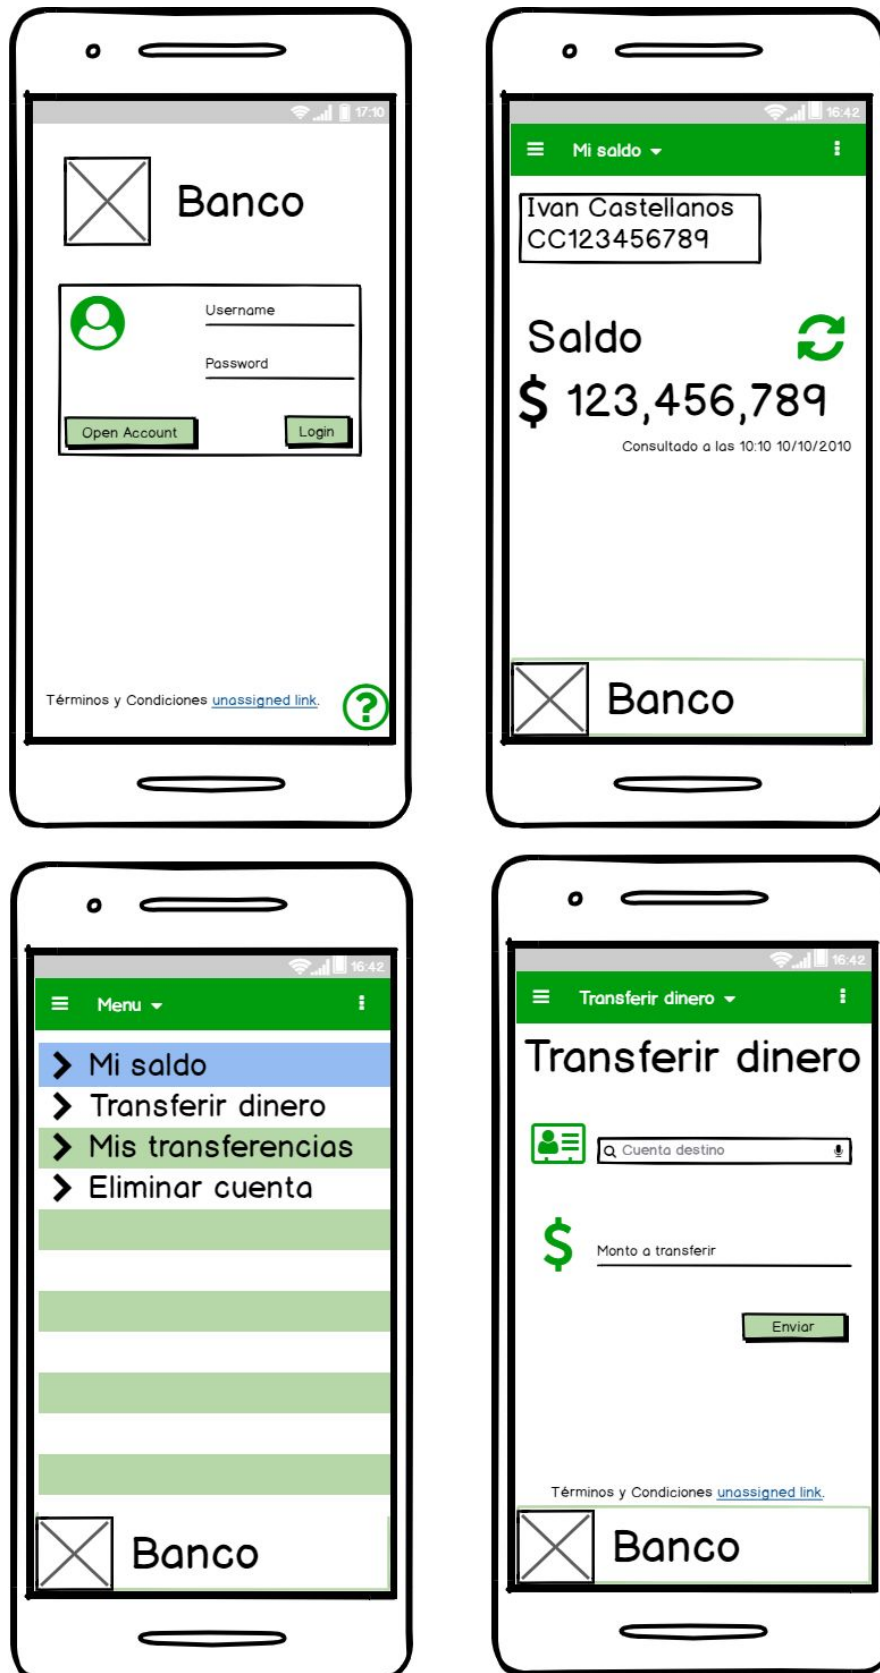 17:10
Banco
Username
Password
Open Account
Login
Términos y Condiciones unassigned link.
?
16:42
Mi saldo
Ivan Castellanos
CC123456789
Saldo
$ 123,456,789
Consultado a las 10:10 10/10/2010
Banco
16:42
Menu
Mi saldo
Transferir dinero
Mis transferencias
Eliminar cuenta
Banco
16:42
Transferir dinero
Transferir dinero
Cuenta destino
$ Monto a transferir
Enviar
Términos y Condiciones unassigned link.
Banco